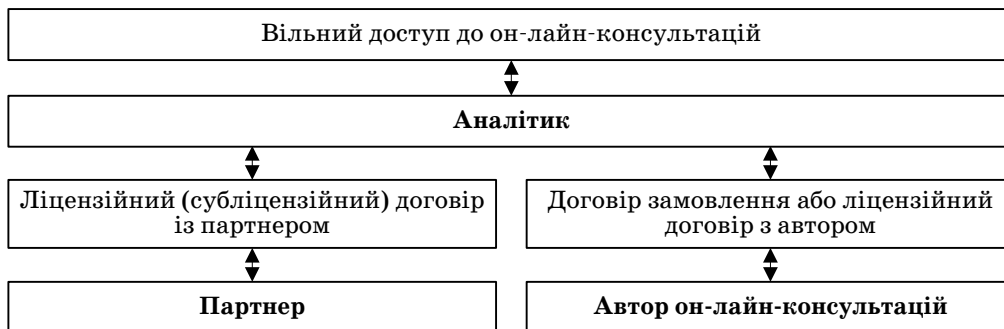 Вільний доступ до он-лайн-консультацій
Аналітик
Ліцензійний (субліцензійний) договір
із партнером
Договір замовлення або ліцензійний
договір з автором
Партнер
Автор он-лайн-консультацій